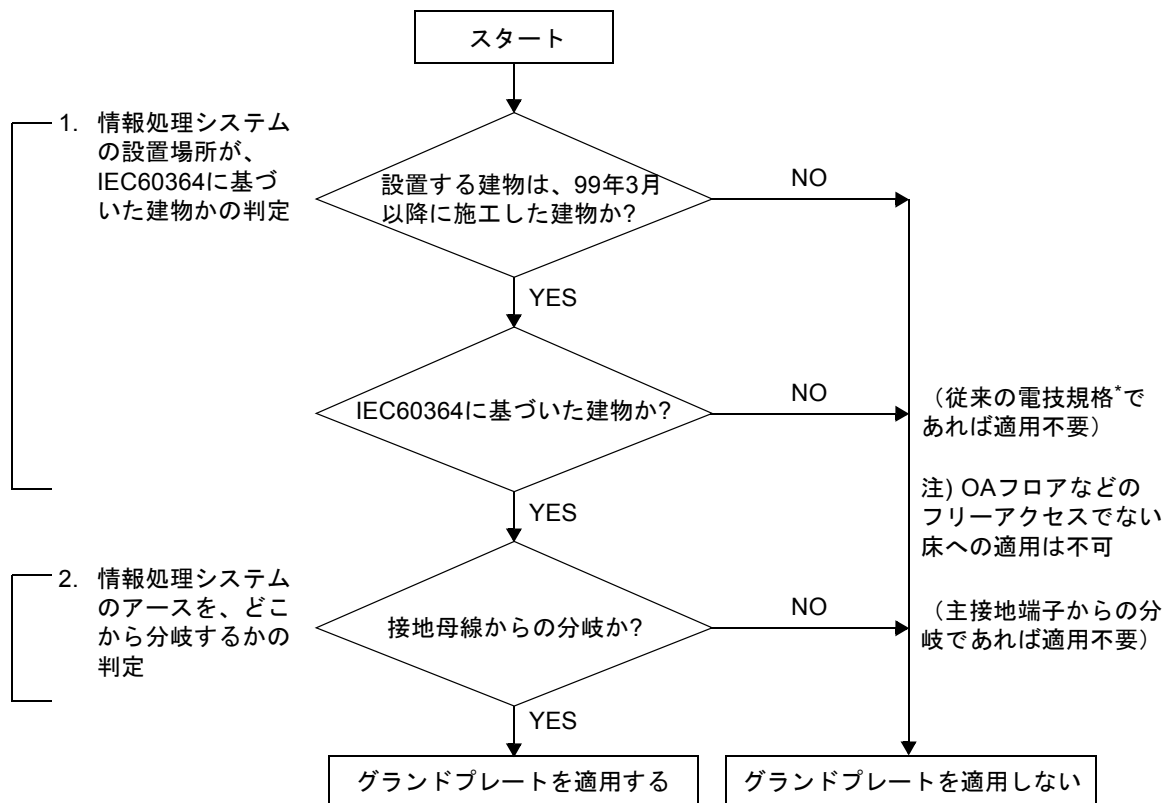 スタート
1. 情報処理システム
の設置場所が、
IEC60364に基づ
いた建物かの判定
設置する建物は、99年3月
以降に施工した建物か?
NO
YES
IEC60364に基づいた建物か?
NO
（従来の電技規格*で
あれば適用不要）
注) OAフロアなどの
フリーアクセスでない
床への適用は不可
YES
2. 情報処理システム
のアースを、どこ
から分岐するかの
判定
接地母線からの分岐か?
NO
（主接地端子からの分
岐であれば適用不要）
YES
グランドプレートを適用する
グランドプレートを適用しない